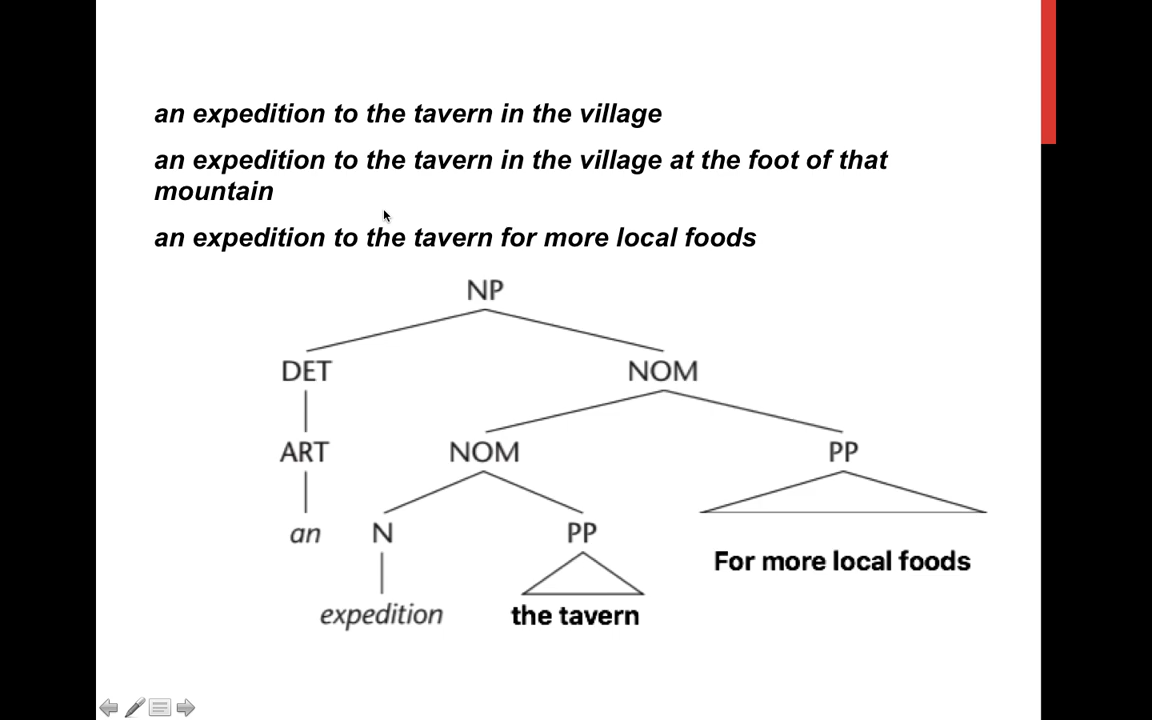 an expedition to the tavern in the village
an expedition to the tavern in the village at the foot of that
mountain
an expedition to the tavern for more local foods
NP
DET NOM
ART NOM PP
an N PP
For more local foods
expedition the tavern